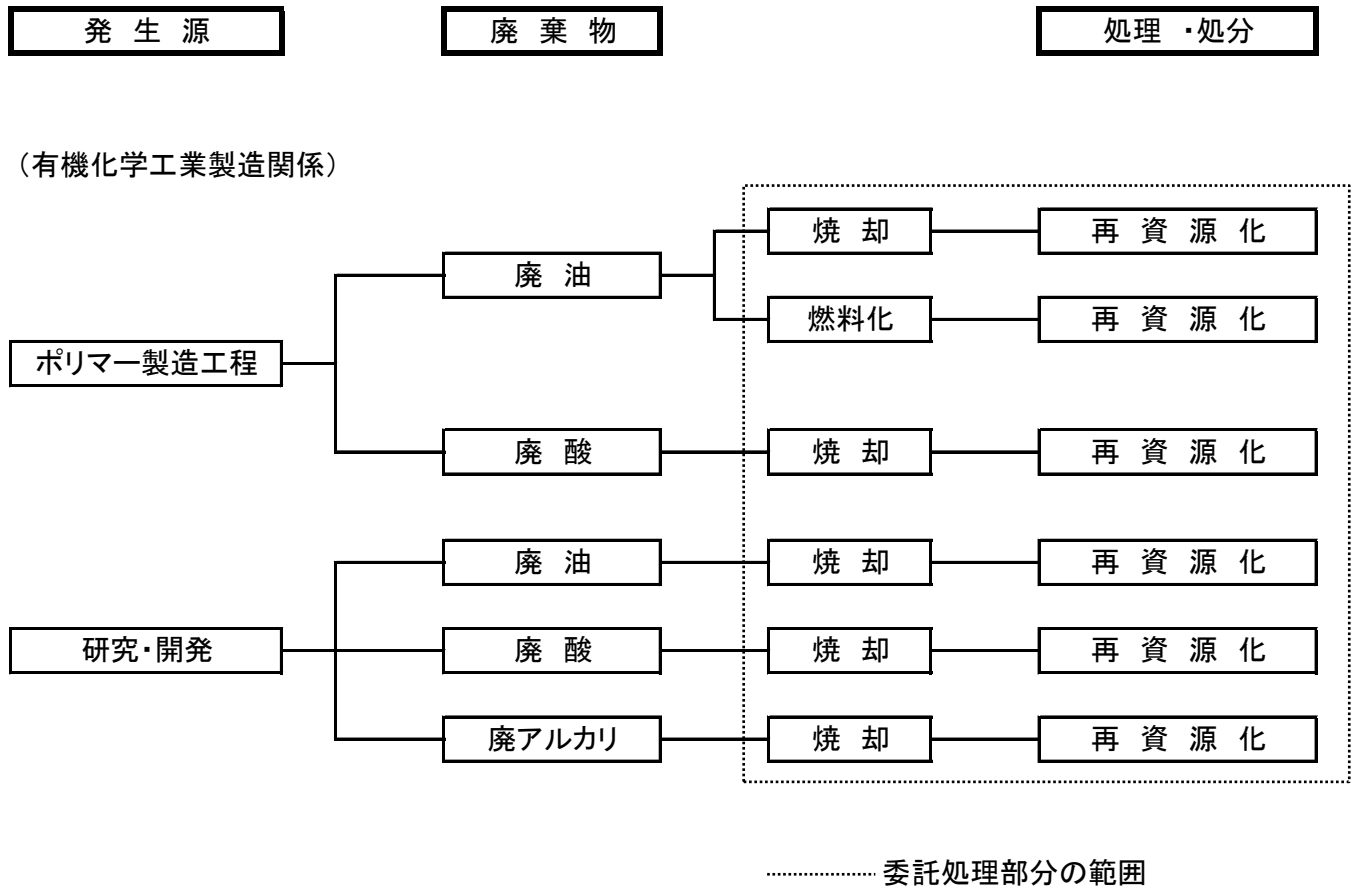 発 生 源 廃 棄 物 処理 ・処分
（有機化学工業製造関係）
焼 却 再 資 源 化
廃 油
燃料化 再 資 源 化
ポリマー製造工程
廃 酸 焼 却 再 資 源 化
廃 油 焼 却 再 資 源 化
研究・開発 廃 酸 焼 却 再 資 源 化
廃アルカリ 焼 却 再 資 源 化
委託処理部分の範囲